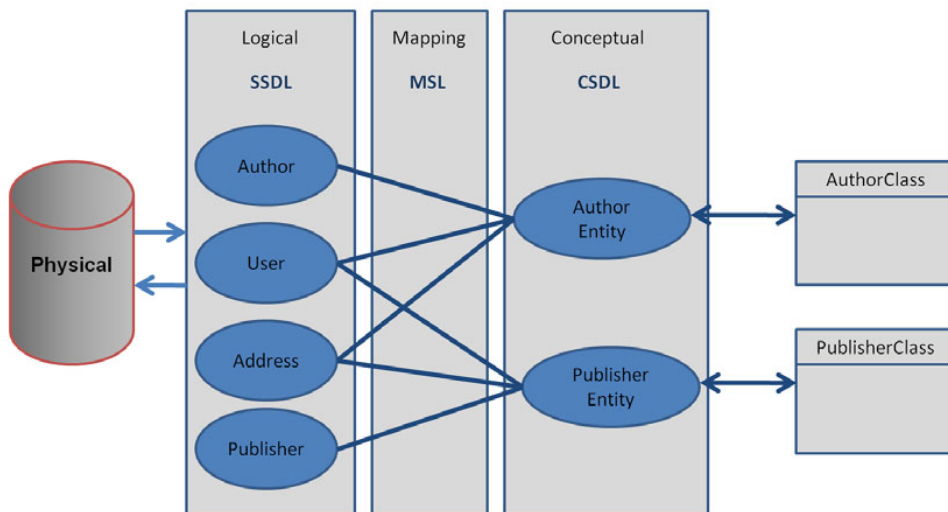 Logical
SSDL
Mapping
MSL
Conceptual
CSDL
Physical
Author
User
Address
Publisher
Author
Entity
Publisher
Entity
AuthorClass
PublisherClass